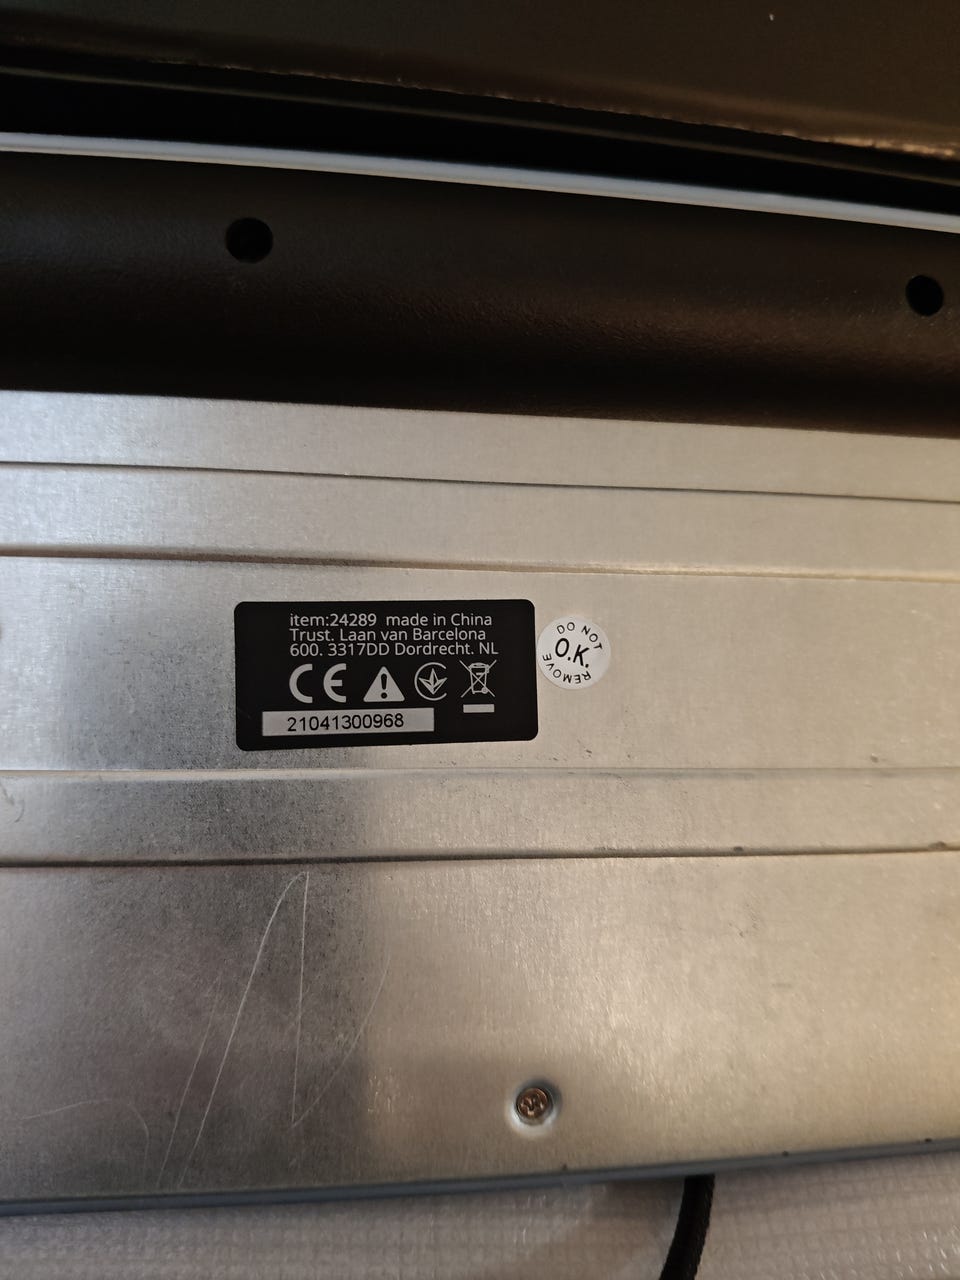 item:24289 made in China
Trust. Laan van Barcelona
600. 3317DD Dordrecht. NL
CE
21041300968
DO NOT
O.K.
REMOVE